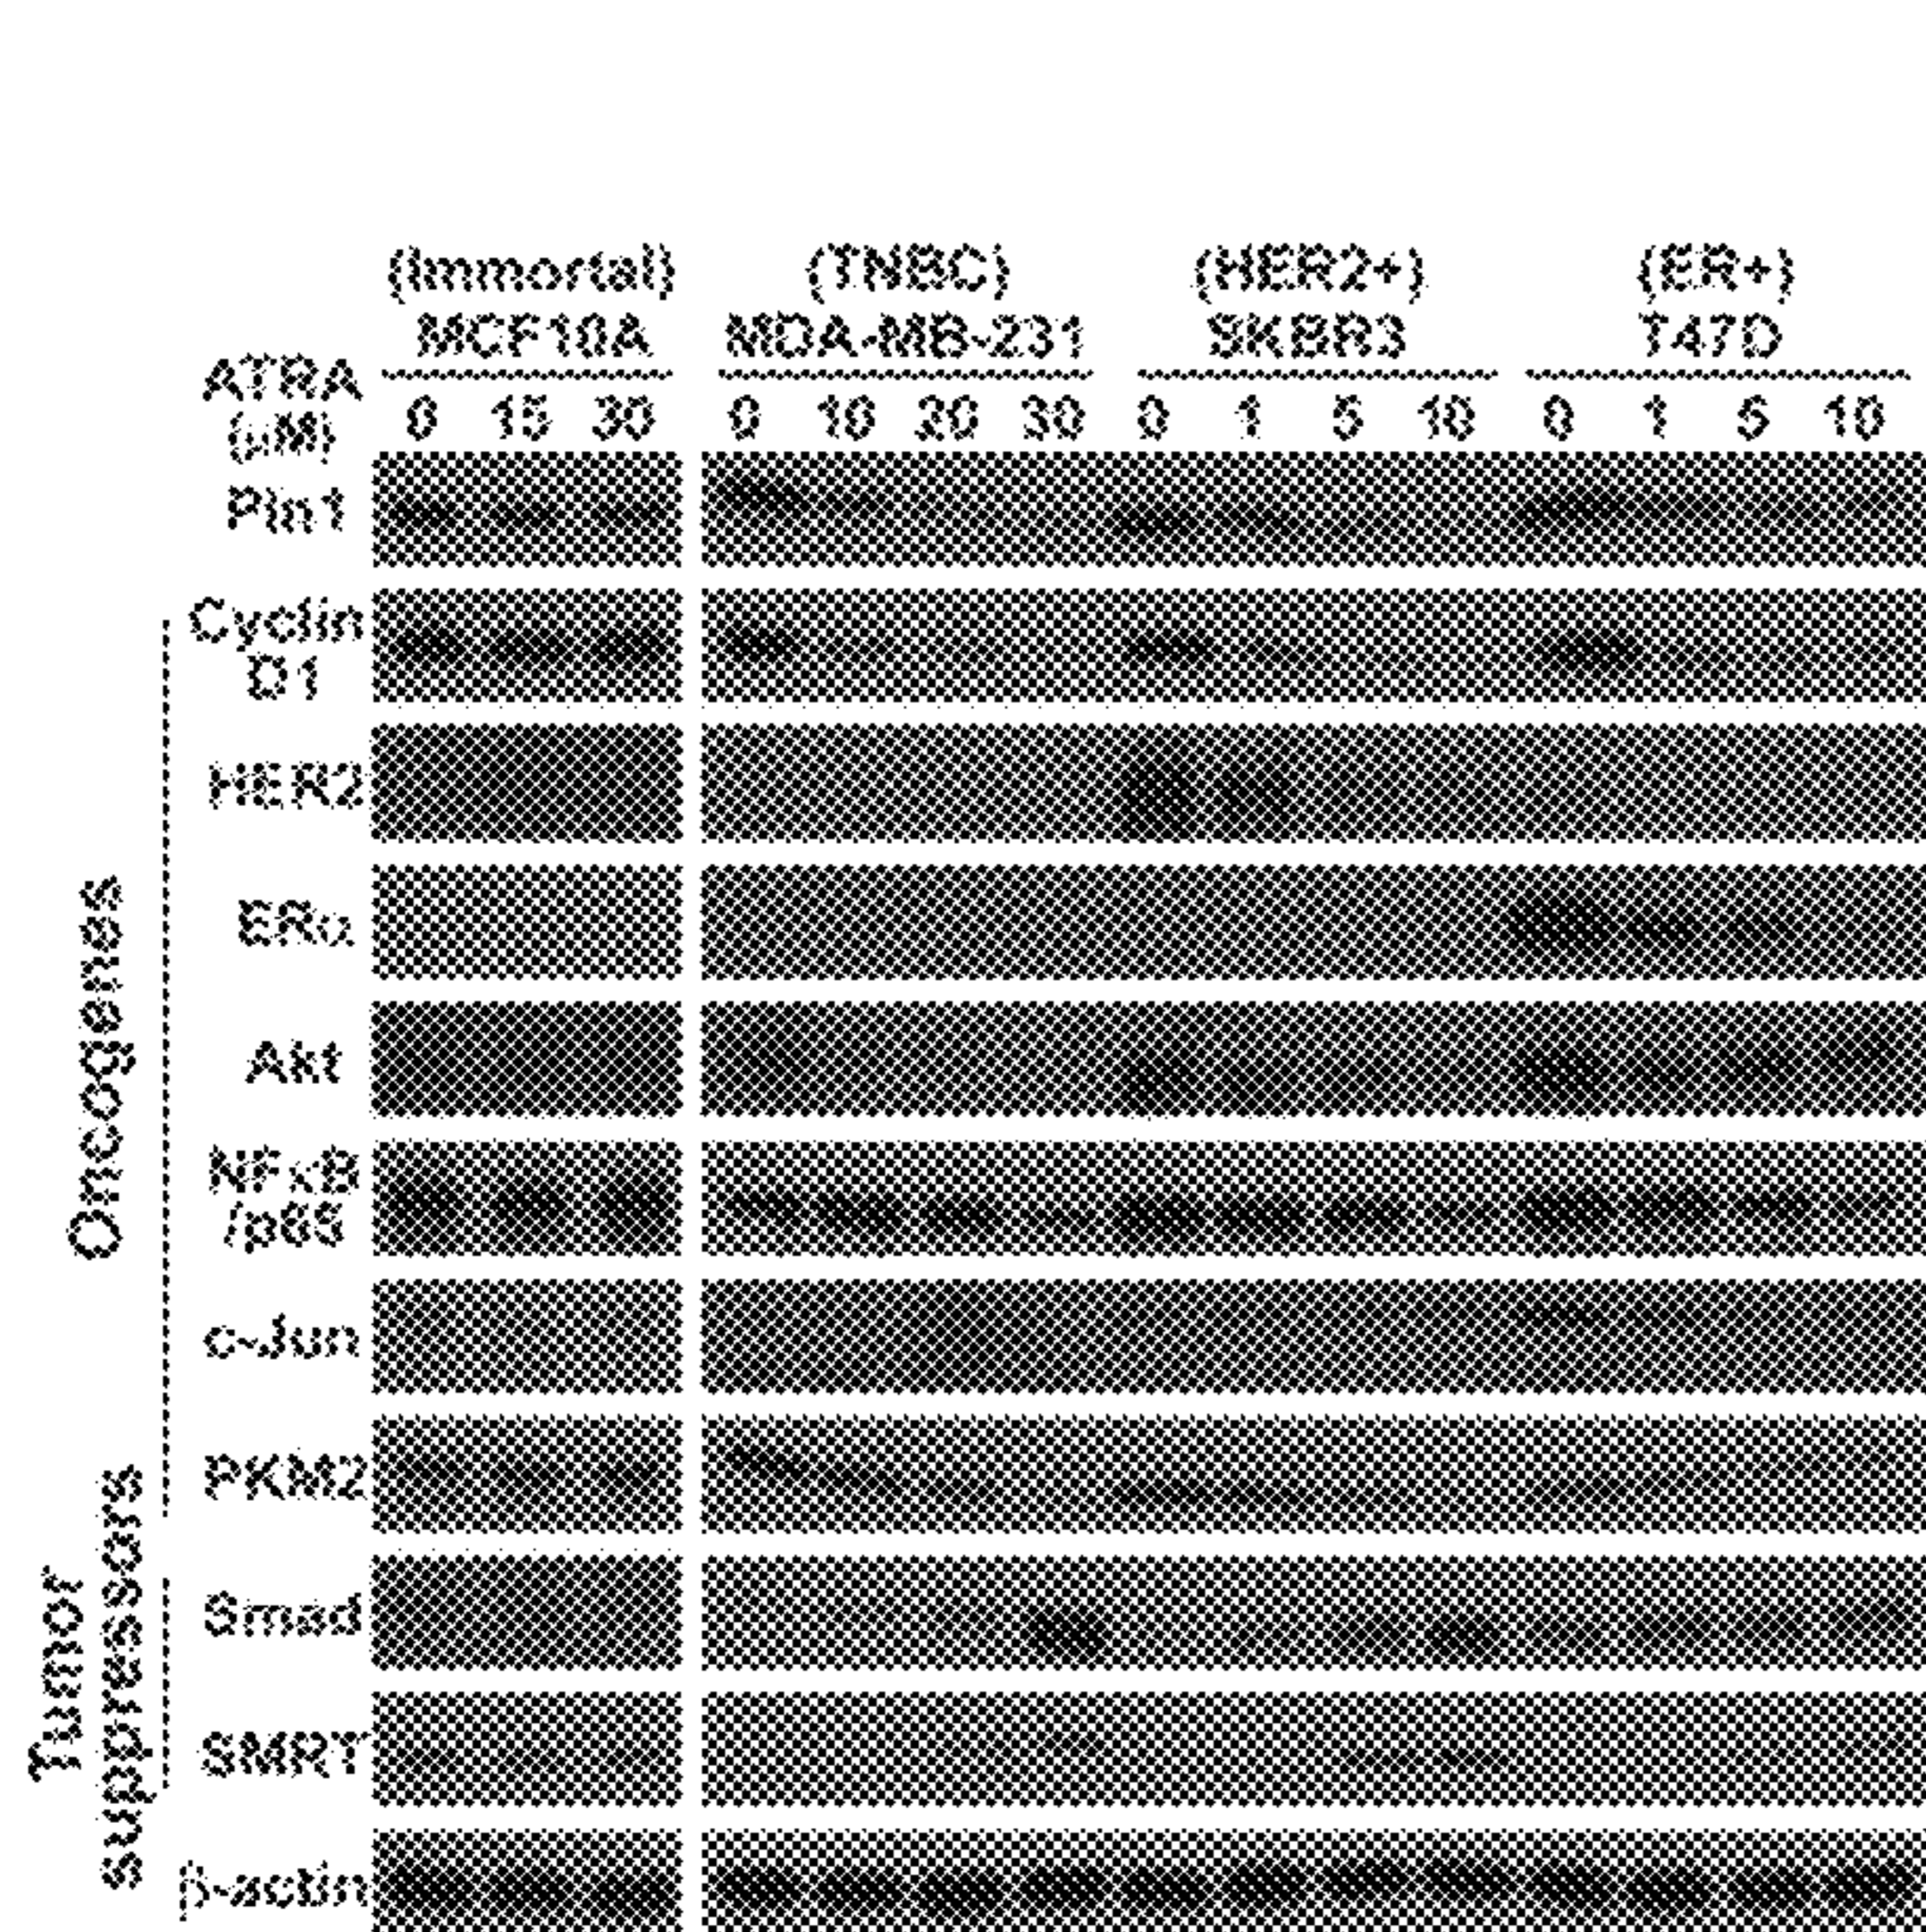 (Immortal) (TNBC) (HER2+) (ER+)
MCF10A MDA-MB-231 SKBR3 T47D
ATRA
(μM) 0 15 30 0 10 20 30 0 1 5 10 0 1 5 10
Pin1
Cyclin
D1
HER2
ERα
Akt
NFκB
/p65
c-Jun
PKM2
Smad
SMRT
β-actin
Oncogenes
Tumor
suppressors